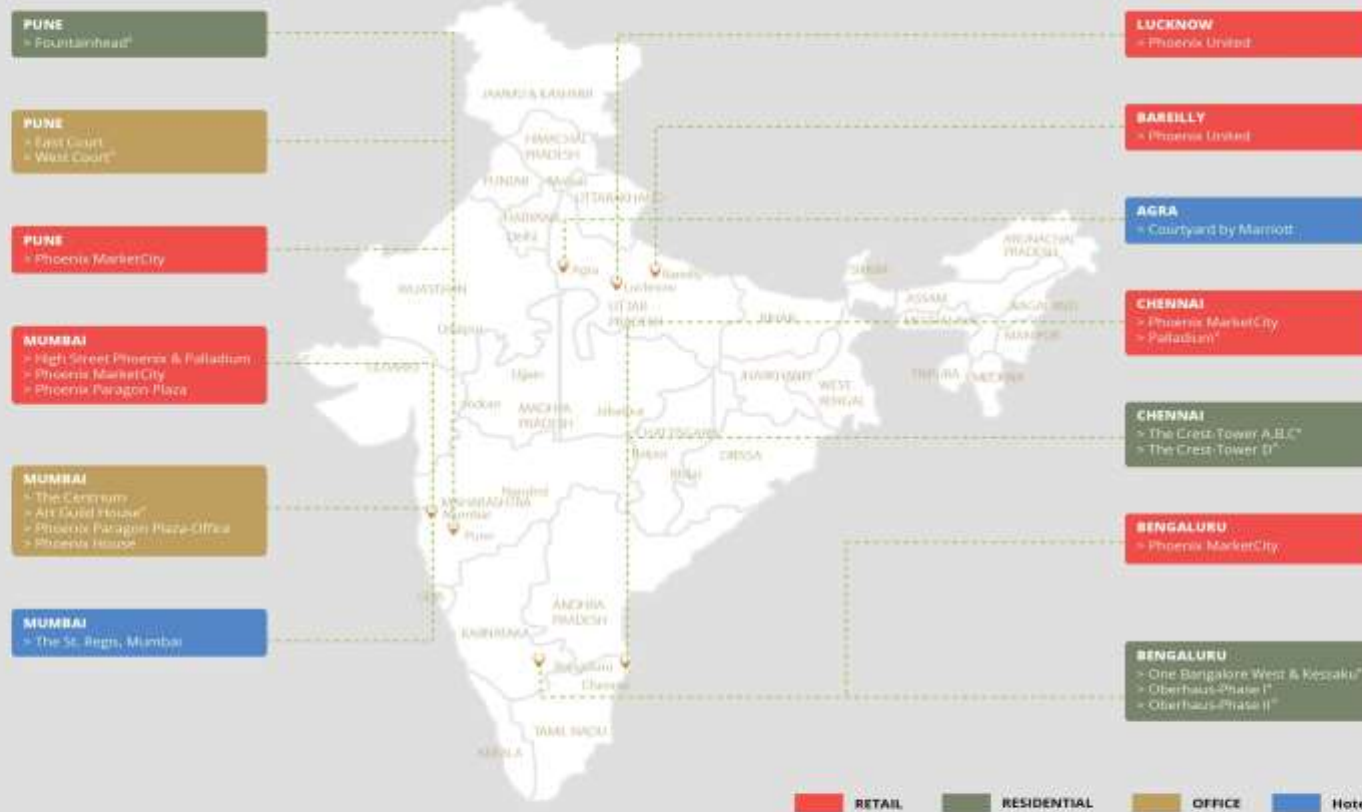 PUNE
> Fountainhead
PUNE
> East Court
> West Court
PUNE
> Phoenix MarketCity
MUMBAI
> High Street Phoenix & Palladium
> Phoenix MarketCity
> Phoenix Paragon Plaza
MUMBAI
> The Centrium
> Art Guild House
> Phoenix Paragon Plaza-Office
> Phoenix House
MUMBAI
> The St. Regis, Mumbai
JAMMU & KASHMIR
HIMACHAL
PRADESH
PUNJAB
UTTARAKHAND
HARYANA
Delhi
RAJASTHAN
Agra
Lucknow
Bareilly
UTTAR
PRADESH
BIHAR
SIKKIM
ARUNACHAL
PRADESH
ASSAM
NAGALAND
MEGHALAYA
MANIPUR
TRIPURA
MIZORAM
Udaipur
GUJARAT
Ujjain
Indore
MADHYA
PRADESH
Jabalpur
JHARKHAND
WEST
BENGAL
CHATTISGARH
Raipur
Bhilai
ORISSA
Nanded
MAHARASHTRA
Mumbai
Pune
GOA
ANDHRA
PRADESH
KARNATAKA
Bengaluru
Chennai
TAMIL NADU
KERALA
LUCKNOW
> Phoenix United
BAREILLY
> Phoenix United
AGRA
> Courtyard by Marriott
CHENNAI
> Phoenix MarketCity
> Palladium
CHENNAI
> The Crest-Tower A,B,C
> The Crest-Tower D
BENGALURU
> Phoenix MarketCity
BENGALURU
> One Bangalore West & Kessaku
> Oberhaus-Phase I
> Oberhaus-Phase II
RETAIL RESIDENTIAL OFFICE Hote